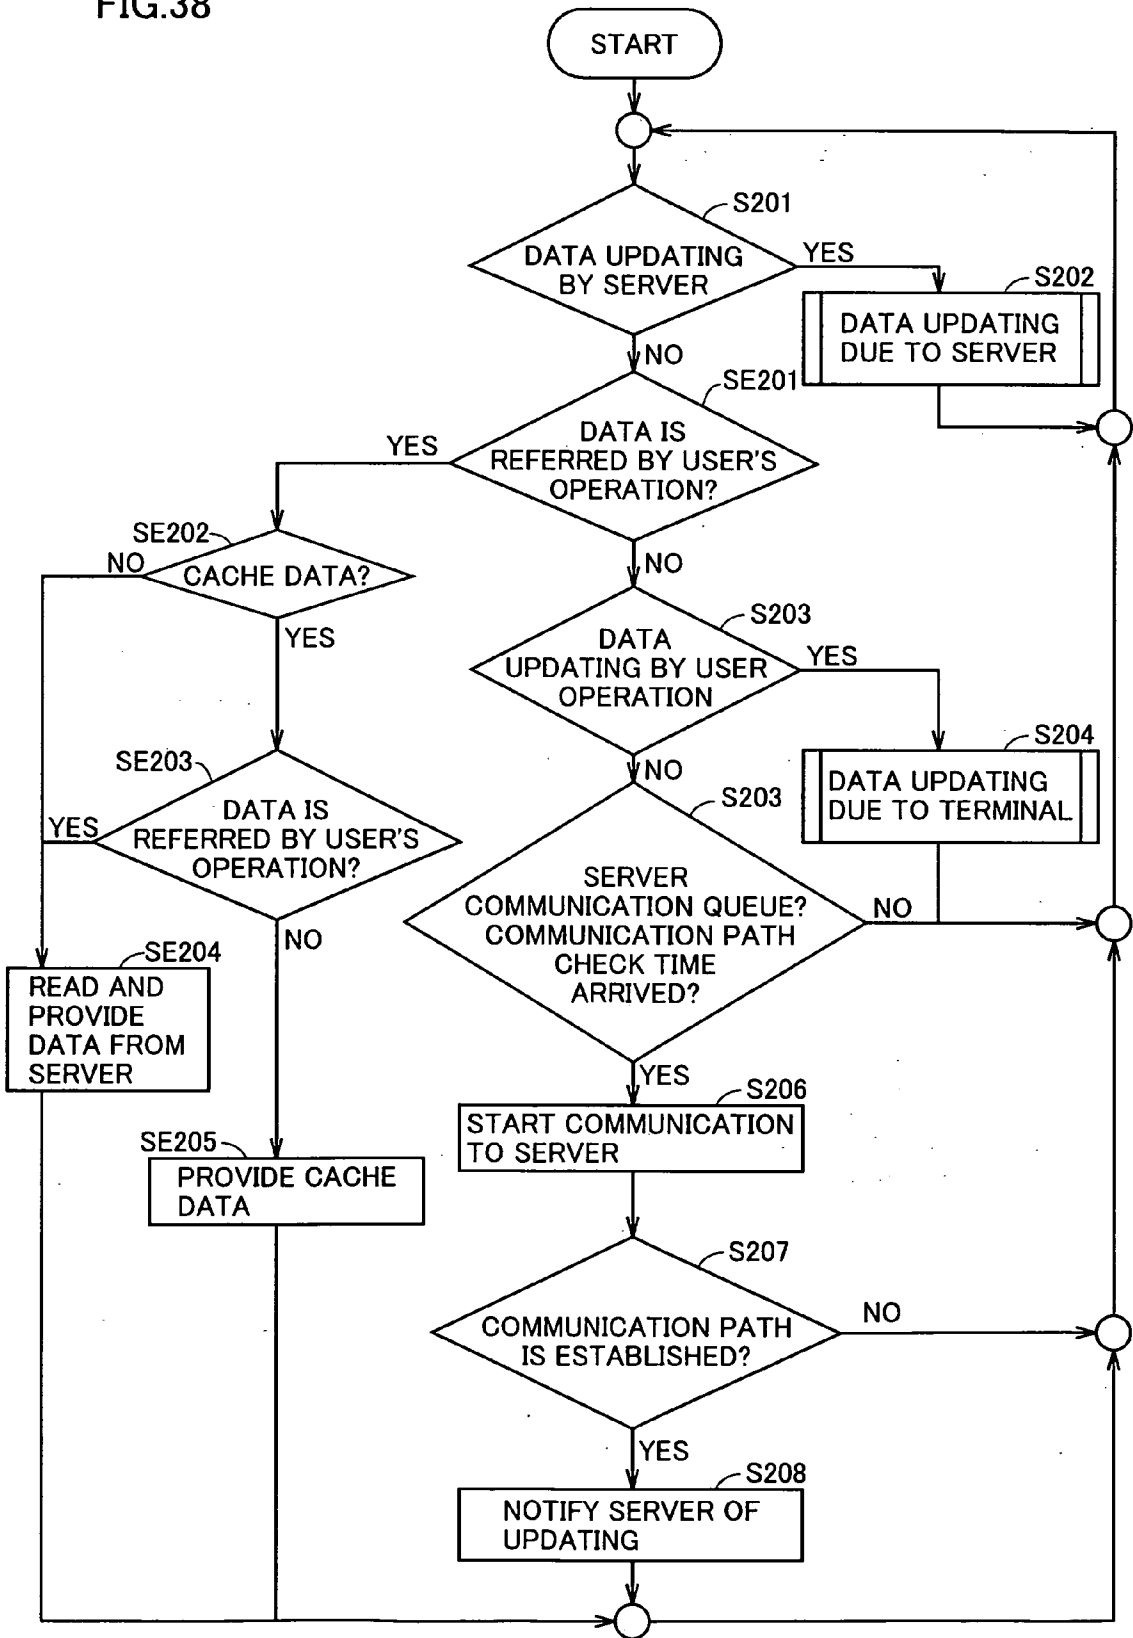 FIG.38
START
S201
DATA UPDATING
BY SERVER
YES
S202
DATA UPDATING
DUE TO SERVER
NO
SE201
DATA IS
REFERRED BY USER'S
OPERATION?
YES
SE202
NO
CACHE DATA?
YES
NO
S203
DATA
UPDATING BY USER
OPERATION
YES
S204
DATA UPDATING
DUE TO TERMINAL
NO
SE203
DATA IS
REFERRED BY USER'S
OPERATION?
YES
NO
S203
SERVER
COMMUNICATION QUEUE?
COMMUNICATION PATH
CHECK TIME
ARRIVED?
NO
YES
SE204
READ AND
PROVIDE
DATA FROM
SERVER
S206
START COMMUNICATION
TO SERVER
SE205
PROVIDE CACHE
DATA
S207
COMMUNICATION PATH
IS ESTABLISHED?
NO
YES
S208
NOTIFY SERVER OF
UPDATING